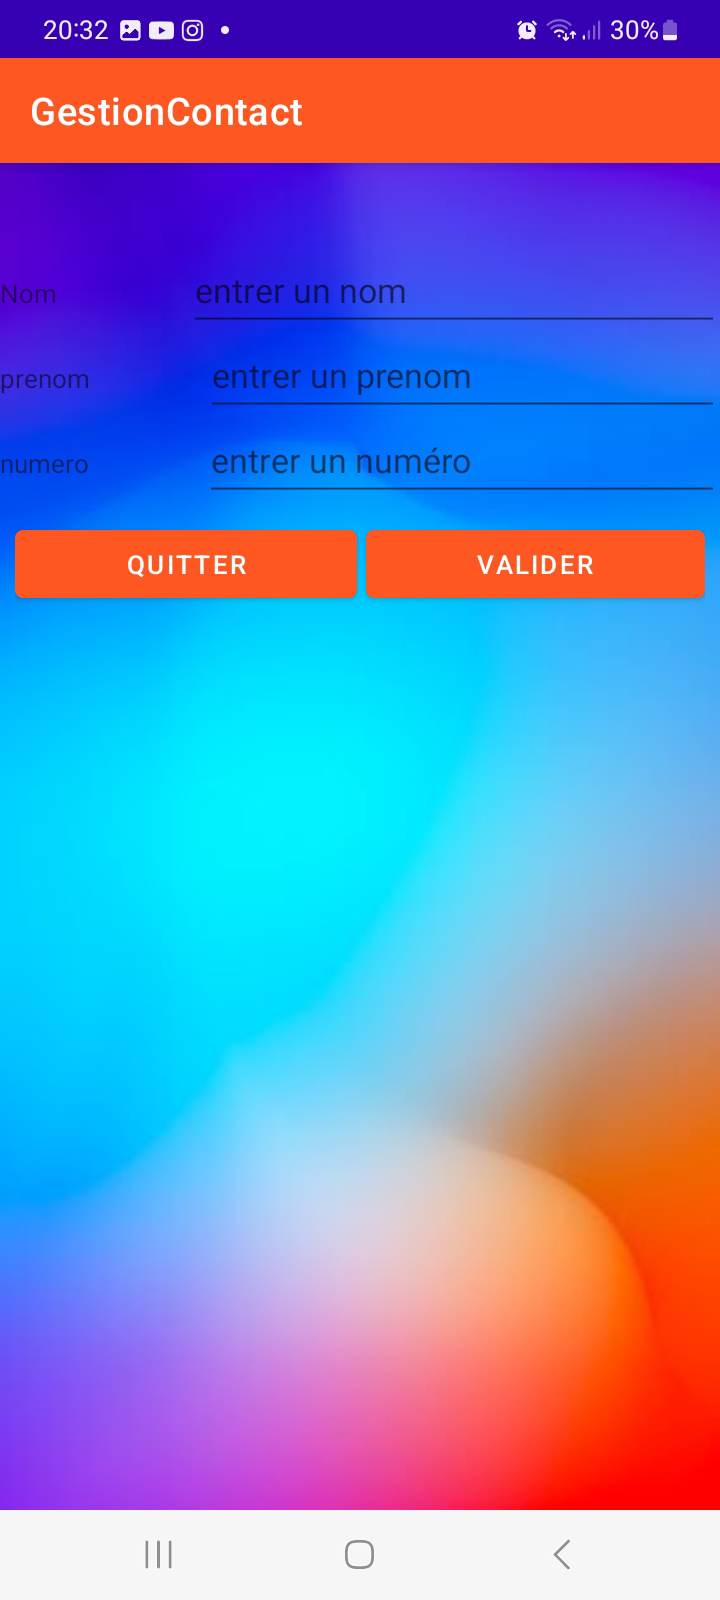 20:32 30%
GestionContact
Nom entrer un nom
prenom entrer un prenom
numero entrer un numéro
QUITTER VALIDER